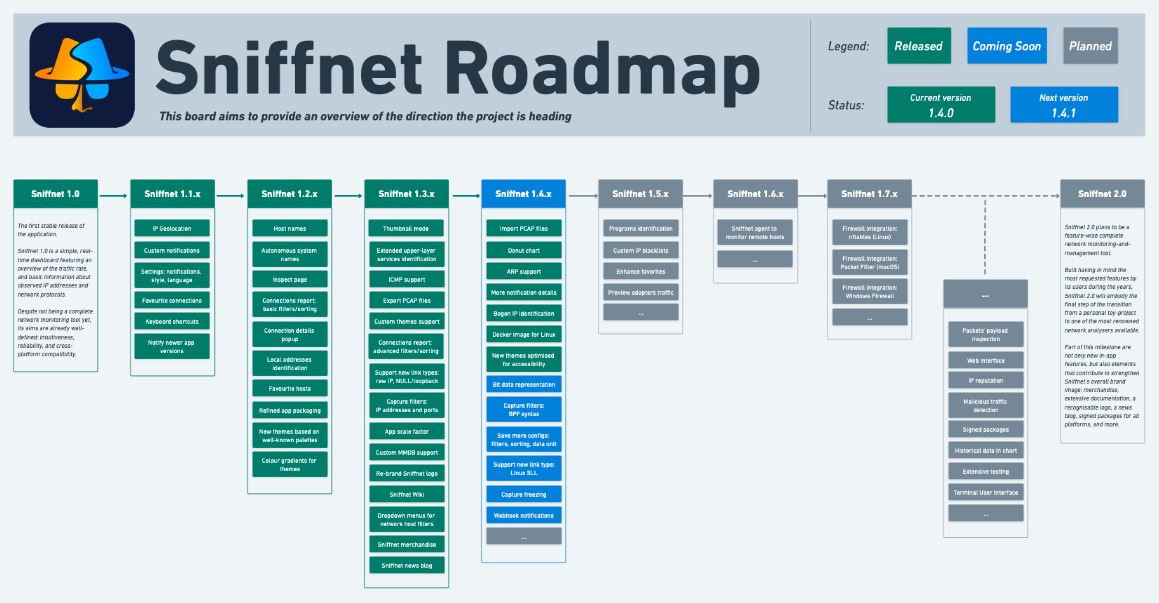 Sniffnet Roadmap
This board aims to provide an overview of the direction the project is heading
Legend:
Released
Coming Soon
Planned
Status:
Current version
1.4.0
Next version
1.4.1
Sniffnet 1.0
The first stable release of
the application.
Sniffnet 1.0 is a simple, real-
time dashboard featuring an
overview of the traffic rate,
and basic information about
observed IP addresses and
network protocols.
Despite not being a complete
network monitoring tool yet,
its aims are already well-
defined: intuitiveness,
reliability, and cross-
platform compatibility.
Sniffnet 1.1.x
IP Geolocation
Custom notifications
Settings: notifications,
style, language
Favourite connections
Keyboard shortcuts
Notify newer app
versions
Sniffnet 1.2.x
Host names
Autonomous system
names
Inspect page
Connections report:
basic filters/sorting
Connection details
popup
Local addresses
identification
Favourite hosts
Refined app packaging
New themes based on
well-known palettes
Colour gradients for
themes
Sniffnet 1.3.x
Thumbnail mode
Extended upper-layer
services identification
ICMP support
Export PCAP files
Custom themes support
Connections report:
advanced filters/sorting
Support new link types:
raw IP, NULL/loopback
Capture filters:
IP addresses and ports
App scale factor
Custom MMDB support
Re-brand Sniffnet logo
Sniffnet Wiki
Dropdown menus for
network host filters
Sniffnet merchandise
Sniffnet news blog
Sniffnet 1.4.x
Import PCAP files
Donut chart
ARP support
More notification details
Bogon IP identification
Docker image for Linux
New themes optimised
for accessibility
Bit data representation
Capture filters:
BPF syntax
Save more configs:
filters, sorting, data unit
Support new link type:
Linux SLL
Capture freezing
Webhook notifications
...
Sniffnet 1.5.x
Programs identification
Custom IP blacklists
Enhance favorites
Preview adapters traffic
...
Sniffnet 1.6.x
Sniffnet agent to
monitor remote hosts
...
Sniffnet 1.7.x
Firewall integration:
nftables (Linux)
Firewall integration:
Packet Filter (macOS)
Firewall integration:
Windows Firewall
...
...
Packets' payload
inspection
Web interface
IP reputation
Malicious traffic
detection
Signed packages
Historical data in chart
Extensive testing
Terminal User Interface
...
Sniffnet 2.0
Sniffnet 2.0 plans to be a
feature-wise complete
network monitoring-and-
management tool.
Built having in mind the
most requested features by
its users during the years,
Sniffnet 2.0 will embody the
final step of the transition
from a personal toy-project
to one of the most renowned
network analysers available.
Part of this milestone are
not only new in-app
features, but also elements
that contribute to strengthen
Sniffnet's overall brand
image: merchandise,
extensive documentation, a
recognisable logo, a news
blog, signed packages for all
platforms, and more.